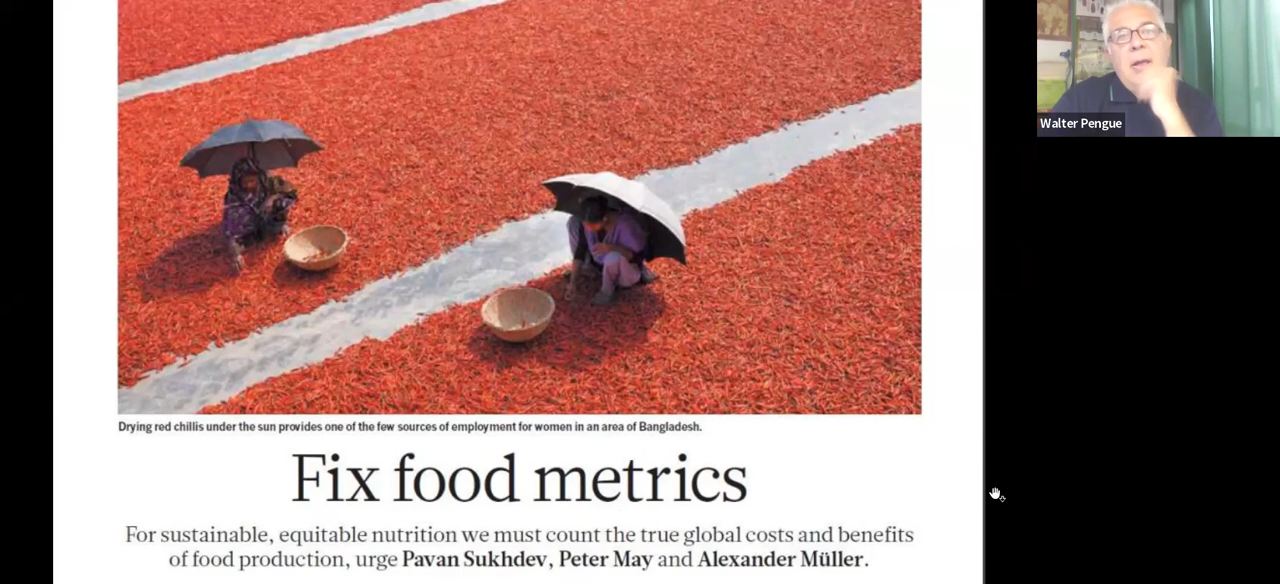 Walter Pengue
Drying red chillis under the sun provides one of the few sources of employment for women in an area of Bangladesh.
Fix food metrics
For sustainable, equitable nutrition we must count the true global costs and benefits
of food production, urge Pavan Sukhdev, Peter May and Alexander Müller.